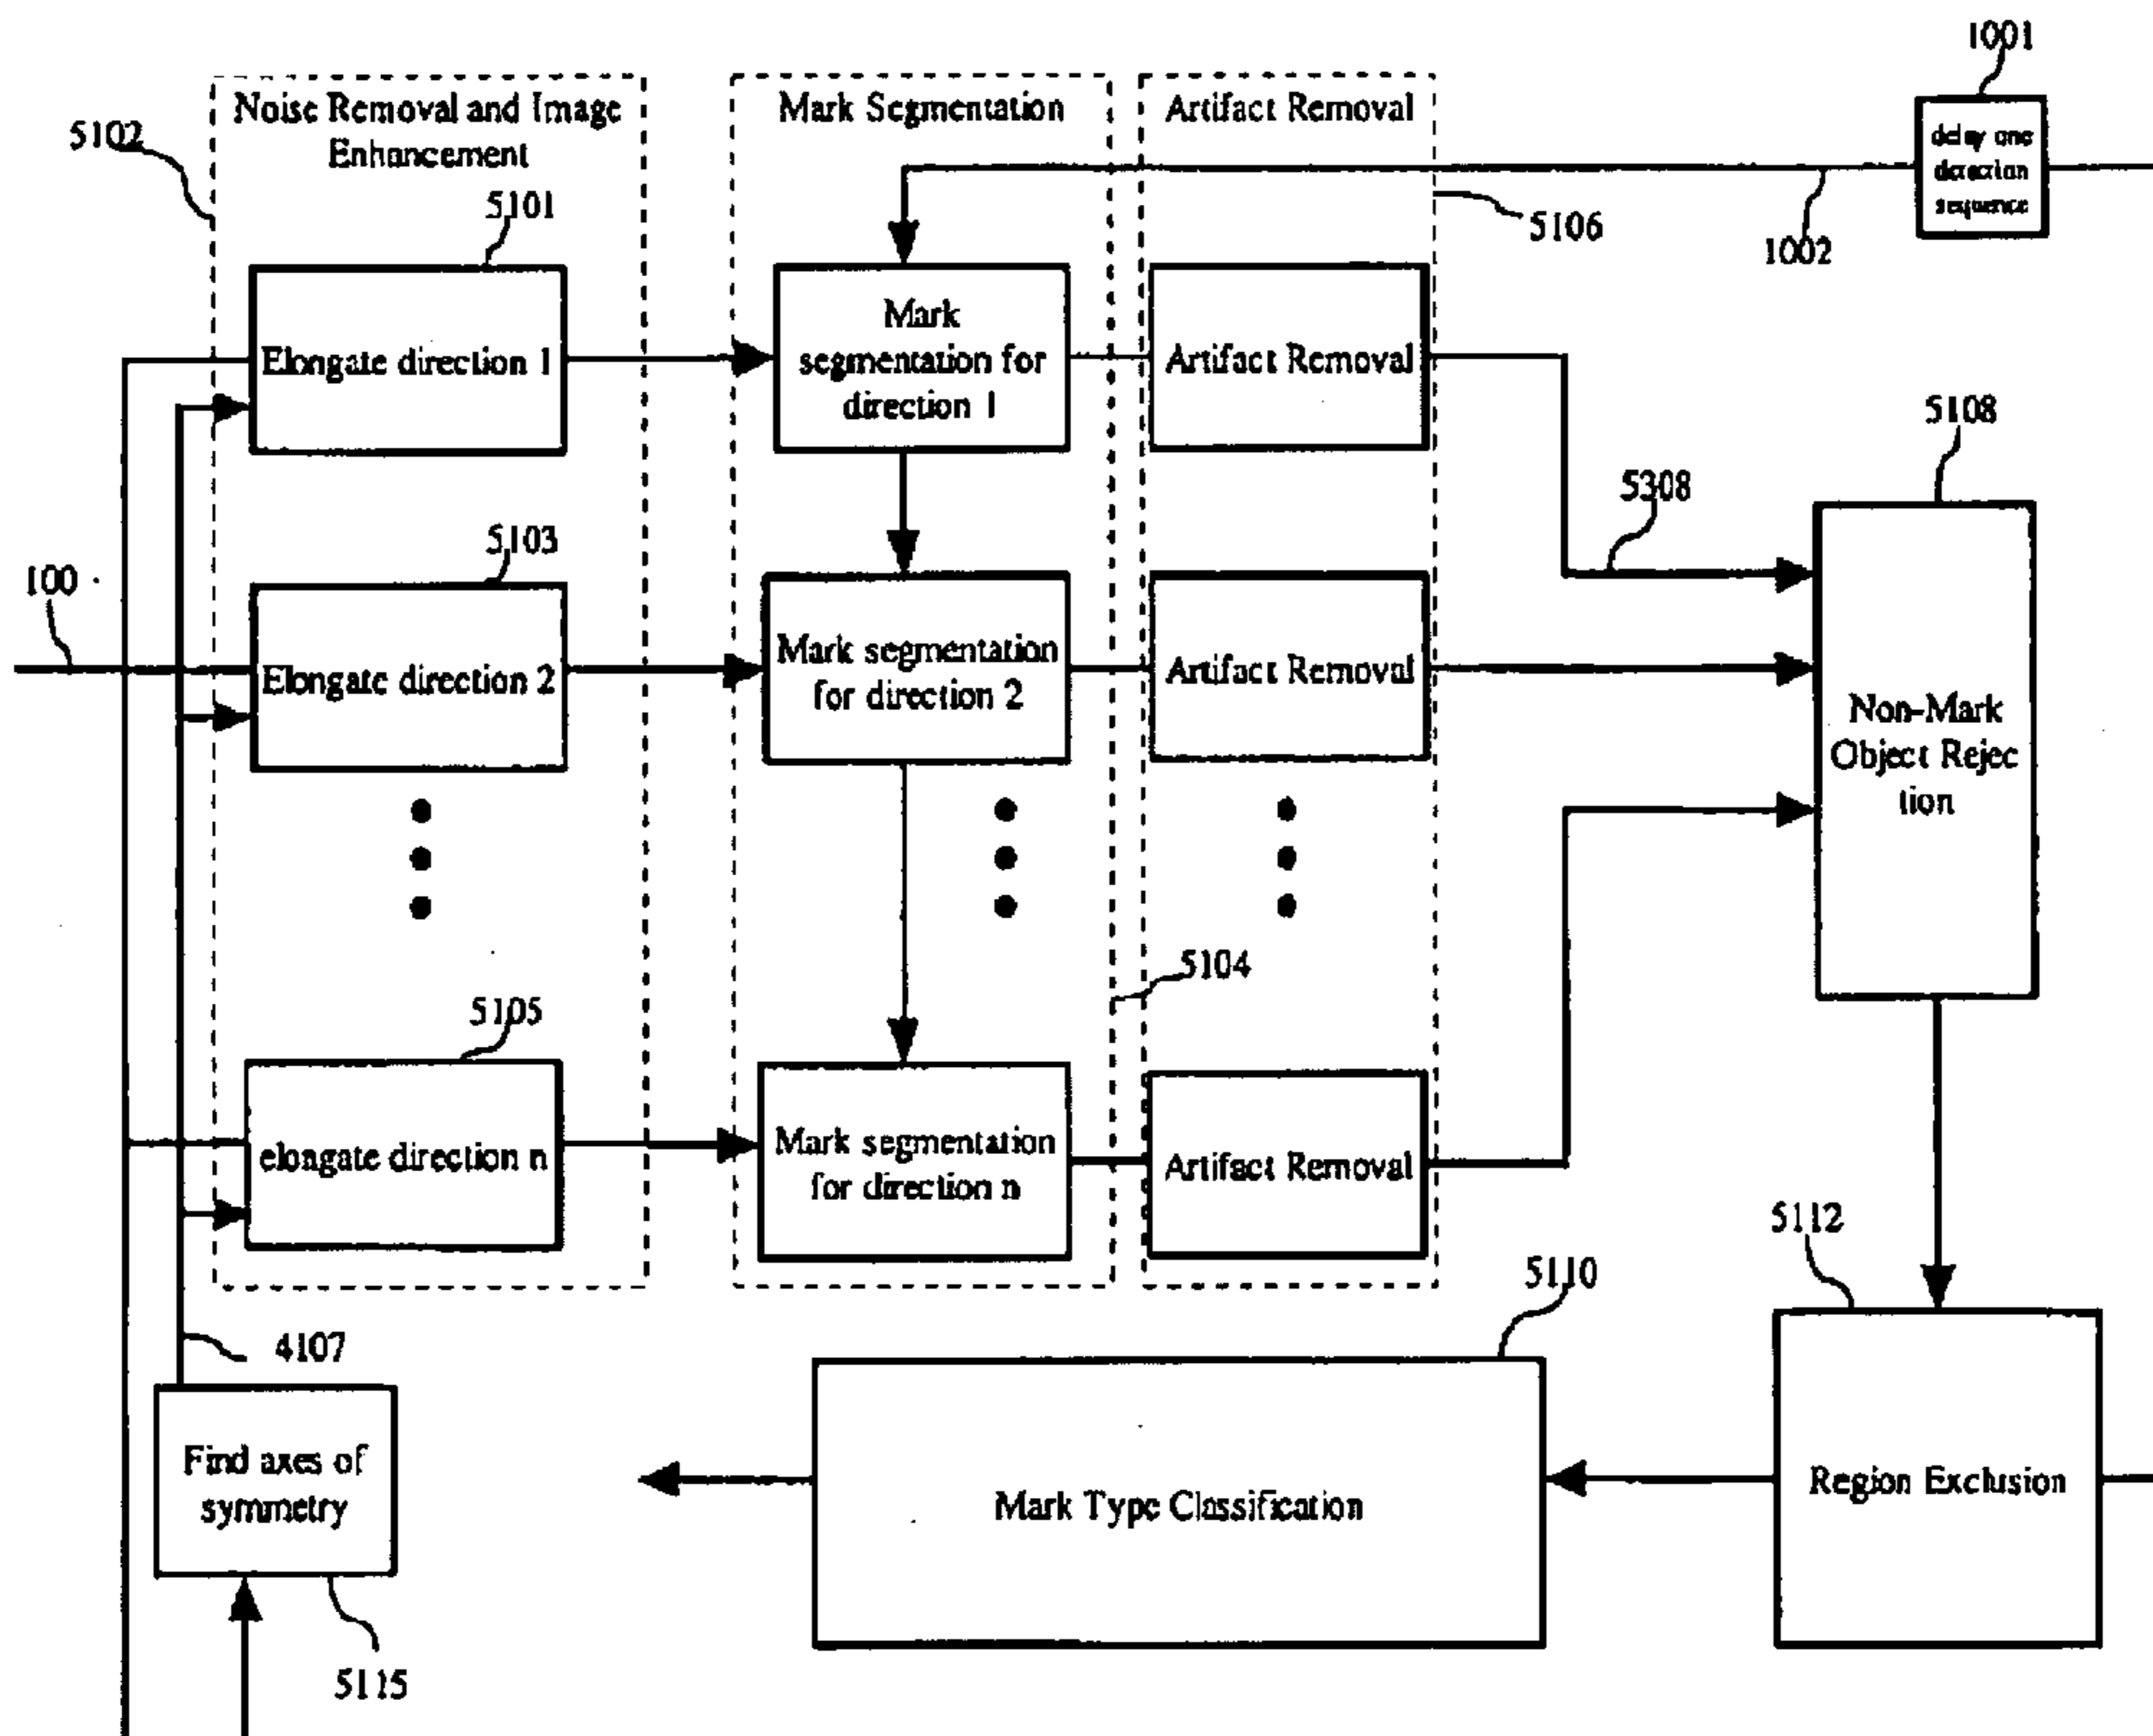 1001
Noise Removal and Image
Enhancement
Mark Segmentation
Artifact Removal
5102
delay one
detection
sequence
5101
5106
1002
Elongate direction 1
Mark
segmentation for
direction 1
Artifact Removal
5108
5308
5103
100
Elongate direction 2
Mark segmentation
for direction 2
Artifact Removal
Non-Mark
Object Rejec
tion
5104
5105
elongate direction n
Mark segmentation
for direction n
Artifact Removal
5112
5110
4107
Find axes of
symmetry
Mark Type Classification
Region Exclusion
5115